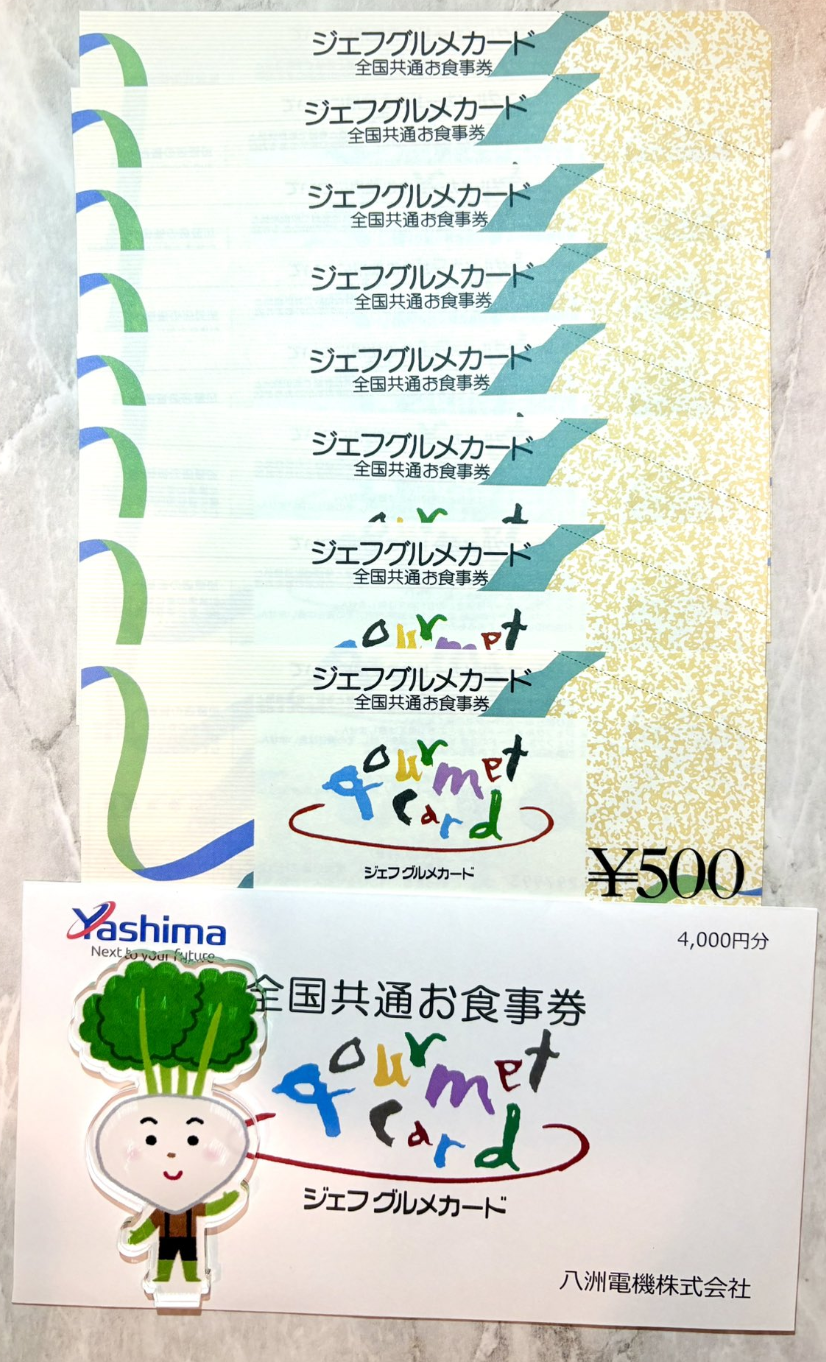 ジェフグルメカード
全国共通お食事券
ジェフグルメカード
全国共通お食事券
ジェフグルメカード
全国共通お食事券
ジェフグルメカード
全国共通お食事券
ジェフグルメカード
全国共通お食事券
ジェフグルメカード
全国共通お食事券
ジェフグルメカード
全国共通お食事券
gourmet
ジェフグルメカード
全国共通お食事券
gourmet
card
ジェフグルメカード
¥500
Yashima
Next to your future
4,000円分
全国共通お食事券
gourmet
card
ジェフグルメカード
八洲電機株式会社